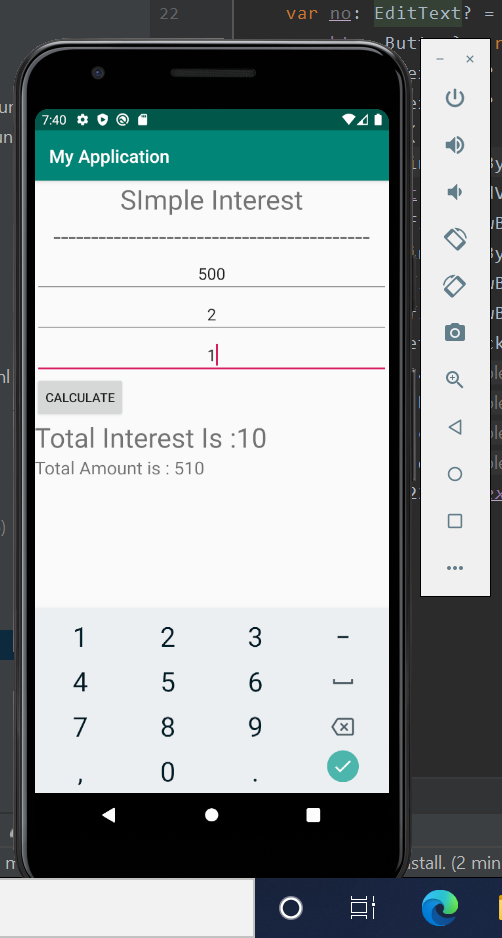 22 var no: EditText? =
7:40
My Application
SImple Interest
-------------------------------------------
500
2
1
CALCULATE
Total Interest Is :10
Total Amount is : 510
1 2 3 -
4 5 6
7 8 9
, 0 .
stall. (2 min